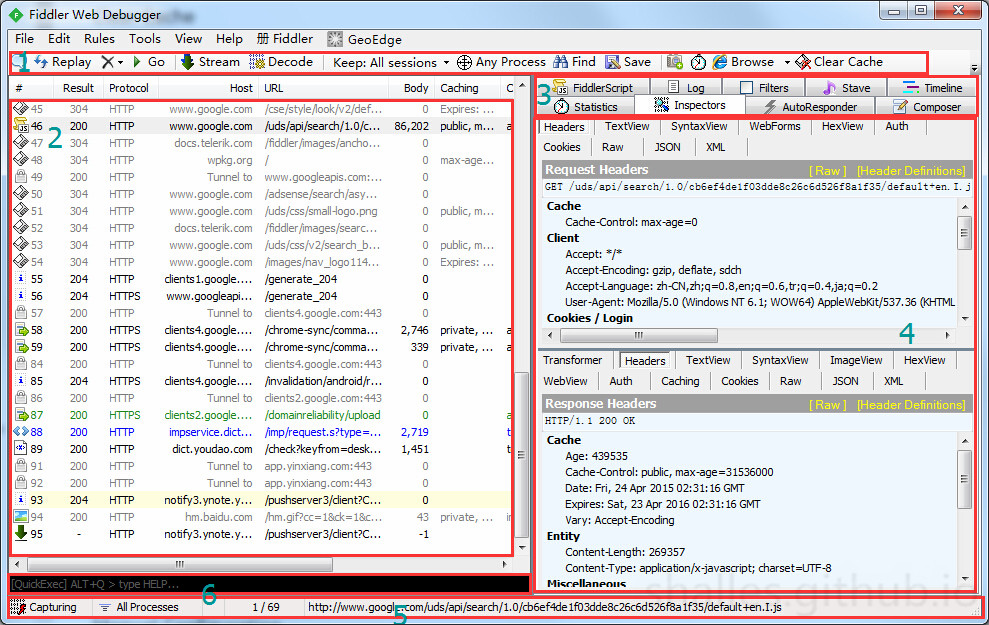 Fiddler Web Debugger
File Edit Rules Tools View Help 册 Fiddler GeoEdge
1 Replay Go Stream Decode Keep: All sessions Any Process Find Save Browse Clear Cache
# Result Protocol Host URL Body Caching C
45 304 HTTP www.google.com /cse/style/look/v2/def... 0 Expires: ...
46 200 HTTP www.google.com /uds/api/search/1.0/c... 86,202 public, m... a
2
47 304 HTTP docs.telerik.com /fiddler/images/ancho... 0
48 304 HTTP wpkg.org / 0 max-age...
49 200 HTTP Tunnel to www.googleapis.com:... 0
50 304 HTTP www.google.com /adsense/search/asy... 0
51 304 HTTP www.google.com /uds/css/small-logo.png 0 public, m...
52 304 HTTP docs.telerik.com /fiddler/images/searc... 0
53 304 HTTP www.google.com /uds/css/v2/search_b... 0 public, m...
54 304 HTTP www.google.com /images/nav_logo114... 0 Expires: ...
55 204 HTTP clients1.google.... /generate_204 0
56 204 HTTPS www.googleapi... /generate_204 0
57 200 HTTP Tunnel to clients4.google.com:443 0
58 200 HTTPS clients4.google.... /chrome-sync/comma... 2,746 private, ... a
59 200 HTTPS clients4.google.... /chrome-sync/comma... 339 private, ... a
84 200 HTTP Tunnel to clients4.google.com:443 0
85 204 HTTPS clients4.google.... /invalidation/android/r... 0
86 200 HTTP Tunnel to clients2.google.com:443 0
87 200 HTTPS clients2.google.... /domainreliability/upload 0 a
88 200 HTTP impservice.dict... /imp/request.s?type=... 2,719 t
89 200 HTTP dict.youdao.com /check?keyfrom=desk... 1,451 t
91 200 HTTP Tunnel to app.yinxiang.com:443 0
92 200 HTTP Tunnel to app.yinxiang.com:443 0
93 204 HTTP notify3.ynote.y... /pushserver3/client?C... 0
94 200 HTTP hm.baidu.com /hm.gif?cc=1&ck=1&c... 43 private, ... ir
95 - HTTP notify3.ynote.y... /pushserver3/client?C... -1
[QuickExec] ALT+Q > type HELP...
6
3 FiddlerScript Log Filters Stave Timeline
Statistics Inspectors AutoResponder Composer
Headers TextView SyntaxView WebForms HexView Auth
Cookies Raw JSON XML
Request Headers [ Raw ] [Header Definitions]
GET /uds/api/search/1.0/cb6ef4de1f03dde8c26c6d526f8a1f35/default+en.I.js
Cache
Cache-Control: max-age=0
Client
Accept: */*
Accept-Encoding: gzip, deflate, sdch
Accept-Language: zh-CN,zh;q=0.8,en;q=0.6,tr;q=0.4,ja;q=0.2
User-Agent: Mozilla/5.0 (Windows NT 6.1; WOW64) AppleWebKit/537.36 (KHTML
Cookies / Login
4
Transformer Headers TextView SyntaxView ImageView HexView
WebView Auth Caching Cookies Raw JSON XML
Response Headers [ Raw ] [Header Definitions]
HTTP/1.1 200 OK
Cache
Age: 439535
Cache-Control: public, max-age=31536000
Date: Fri, 24 Apr 2015 02:31:16 GMT
Expires: Sat, 23 Apr 2016 02:31:16 GMT
Vary: Accept-Encoding
Entity
Content-Length: 269357
Content-Type: application/x-javascript; charset=UTF-8
Miscellaneous
shalles.github.io
Capturing All Processes 1 / 69 http://www.google.com/uds/api/search/1.0/cb6ef4de1f03dde8c26c6d526f8a1f35/default+en.I.js
5